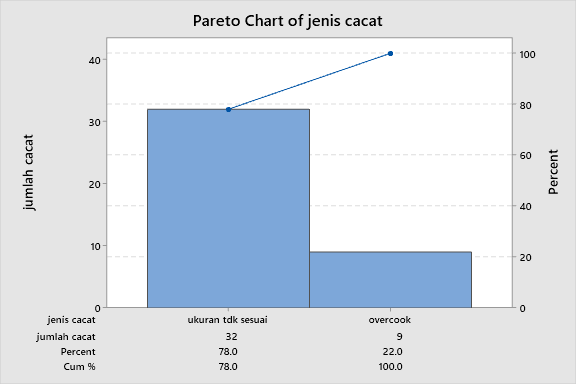 Pareto Chart of jenis cacat
jumlah cacat
40
30
20
10
0
Percent
100
80
60
40
20
0
jenis cacat ukuran tdk sesuai overcook
jumlah cacat 32 9
Percent 78.0 22.0
Cum % 78.0 100.0